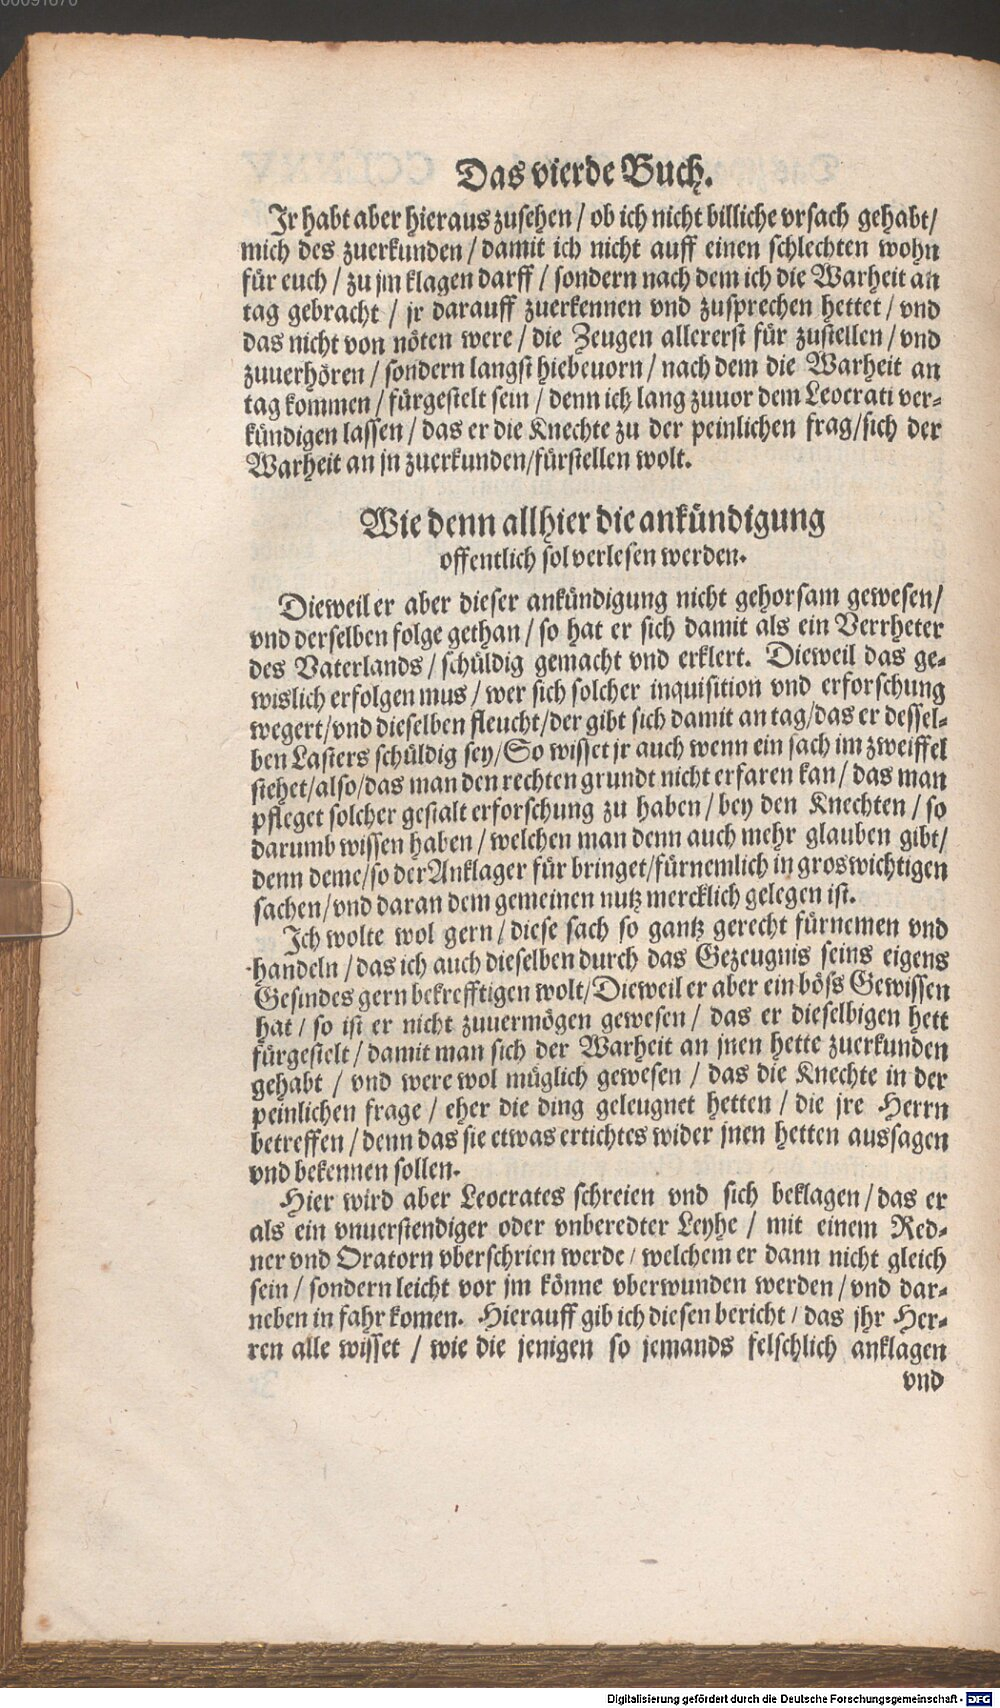 00091076
Das vierde Buch.
Jr habt aber hieraus zusehen / ob ich nicht billiche vrsach gehabt /
mich des zuerkunden / damit ich nicht auff einen schlechten wohn
für euch / zu jm klagen darff / sondern nach dem ich die Warheit an
tag gebracht / jr darauff zuerkennen vnd zusprechen hettet / vnd
das nicht von nöten were / die Zeugen allererst für zustellen / vnd
zuuerhören / sondern langst hiebeuorn / nach dem die Warheit an
tag kommen / fürgestelt sein / denn ich lang zuuor dem Leocrati ver-
kündigen lassen / das er die Knechte zu der peinlichen frag / sich der
Warheit an jn zuerkunden / fürstellen wolt.
Wie denn allhier die ankündigung
offentlich sol verlesen werden.
Dieweil er aber dieser ankündigung nicht gehorsam gewesen /
vnd derselben folge gethan / so hat er sich damit als ein Verrheter
des Vaterlands / schüldig gemacht vnd erklert. Dieweil das ge-
wislich erfolgen mus / wer sich solcher inquisition vnd erforschung
wegert / vnd dieselben fleucht / der gibt sich damit an tag / das er dessel-
ben Lasters schüldig sey / So wisset jr auch wenn ein sach im zweiffel
stehet / also / das man den rechten grundt nicht erfaren kan / das man
pfleget solcher gestalt erforschung zu haben / bey den Knechten / so
darumb wissen haben / welchen man denn auch mehr glauben gibt /
denn deme / so der Anklager für bringet / fürnemlich in gros wichtigen
sachen / vnd daran dem gemeinen nutz mercklich gelegen ist.
Ich wolte wol gern / diese sach so gantz gerecht fürnemen vnd
handeln / das ich auch dieselben durch das Gezeugnis seins eigens
Gesindes gern bekrefftigen wolt / Dieweil er aber ein böss Gewissen
hat / so ist er nicht zuuermögen gewesen / das er dieselbigen hett
fürgestelt / damit man sich der Warheit an jnen hette zuerkunden
gehabt / vnd were wol müglich gewesen / das die Knechte in der
peinlichen frage / eher die ding geleugnet hetten / die jre Herrn
betreffen / denn das sie etwas ertichtes wider jnen hetten aussagen
vnd bekennen sollen.
Hier wird aber Leocrates schreien vnd sich beklagen / das er
als ein vnuerstendiger oder vnberedter Leyhe / mit einem Red-
ner vnd Oratorn vberschrien werde / welchem er dann nicht gleich
sein / sondern leicht vor jm könne vberwunden werden / vnd dar-
neben in fahr komen. Hierauff gib ich diesen bericht / das jhr Her-
ren alle wisset / wie die jenigen so jemands felschlich anklagen
vnd
Digitalisierung gefördert durch die Deutsche Forschungsgemeinschaft - DFG